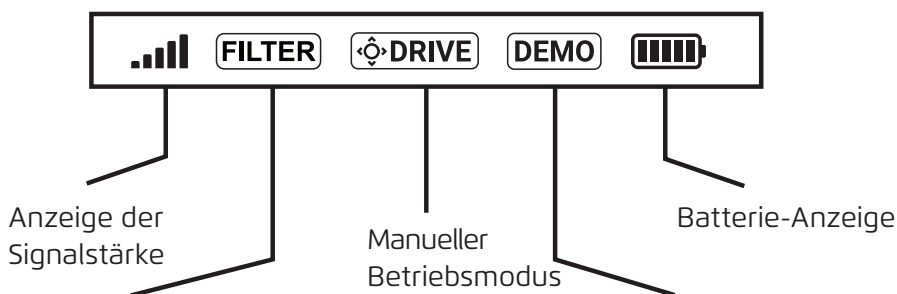 FILTER DRIVE DEMO
Anzeige der
Signalstärke
Manueller
Betriebsmodus
Batterie-Anzeige